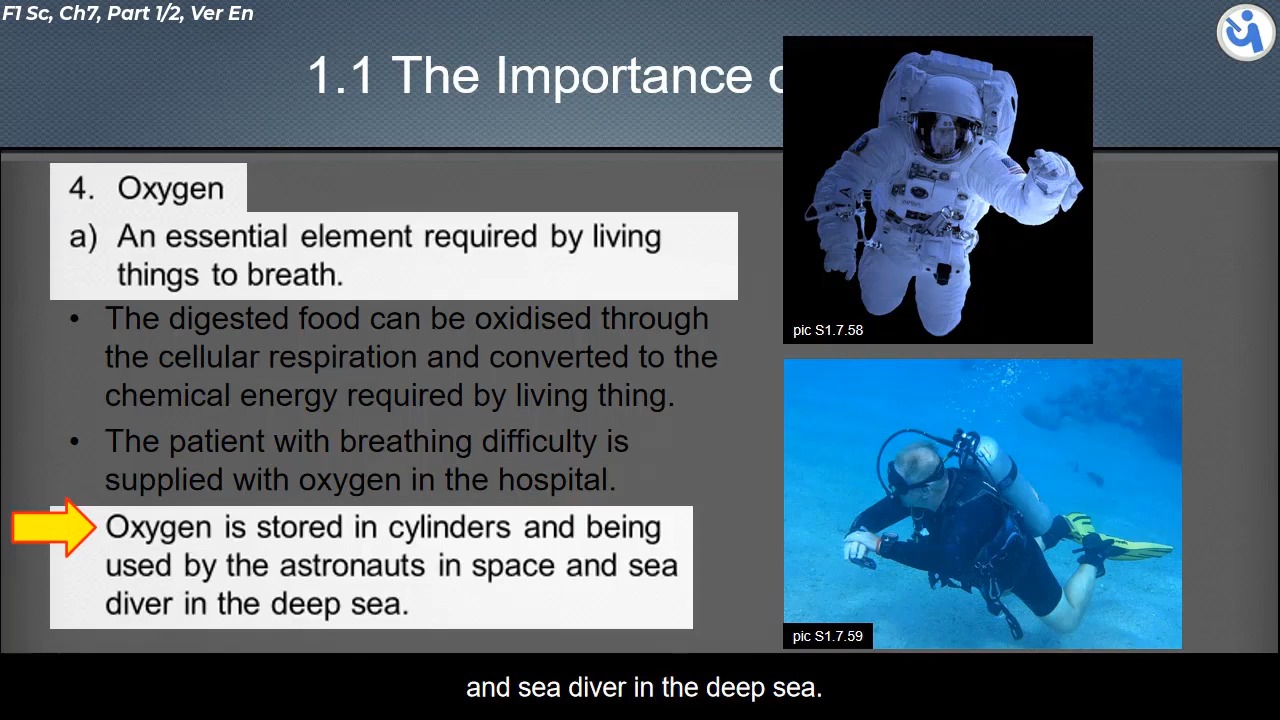 F1 Sc, Ch7, Part 1/2, Ver En
1.1 The Importance
4. Oxygen
a) An essential element required by living
things to breath.
• The digested food can be oxidised through
the cellular respiration and converted to the
chemical energy required by living thing.
• The patient with breathing difficulty is
supplied with oxygen in the hospital.
Oxygen is stored in cylinders and being
used by the astronauts in space and sea
diver in the deep sea.
pic S1.7.58
pic S1.7.59
and sea diver in the deep sea.